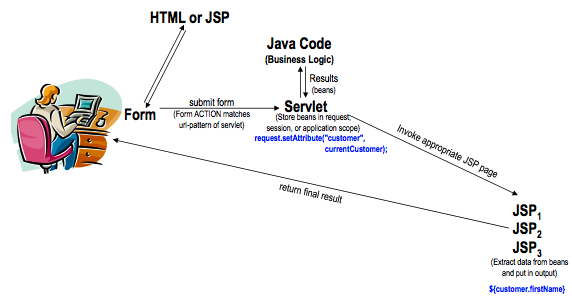 HTML or JSP
Java Code
(Business Logic)
Results
(beans)
Form
submit form
(Form ACTION matches
url-pattern of servlet)
Servlet
(Store beans in request,
session, or application scope)
request.setAttribute("customer",
currentCustomer);
Invoke appropriate JSP page
return final result
JSP1
JSP2
JSP3
(Extract data from beans
and put in output)
${customer.firstName}